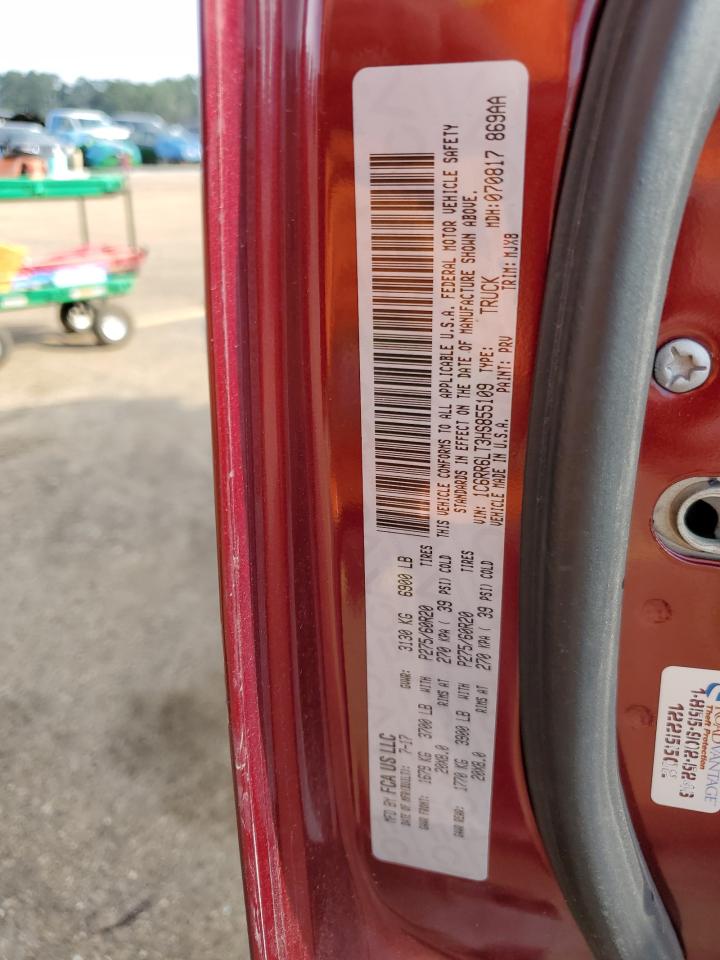 MFD BY FCA US LLC
DATE OF MFR(BUILT): 7-17 GVWR: 3130 KG 6900 LB
GAWR FRONT: 1679 KG 3700 LB WITH P275/60R20 TIRES
20X8.0 RIMS AT 270 KPA ( 39 PSI) COLD
GAWR REAR: 1770 KG 3900 LB WITH P275/60R20 TIRES
20X8.0 RIMS AT 270 KPA ( 39 PSI) COLD
THIS VEHICLE CONFORMS TO ALL APPLICABLE U.S.A. FEDERAL MOTOR VEHICLE SAFETY
STANDARDS IN EFFECT ON THE DATE OF MANUFACTURE SHOWN ABOVE.
VIN: 1C6RR6LT3HS855109 TYPE: TRUCK MDH:070817 869AA
VEHICLE MADE IN U.S.A. PAINT: PRV TRIM: MJX8
Theft Protection